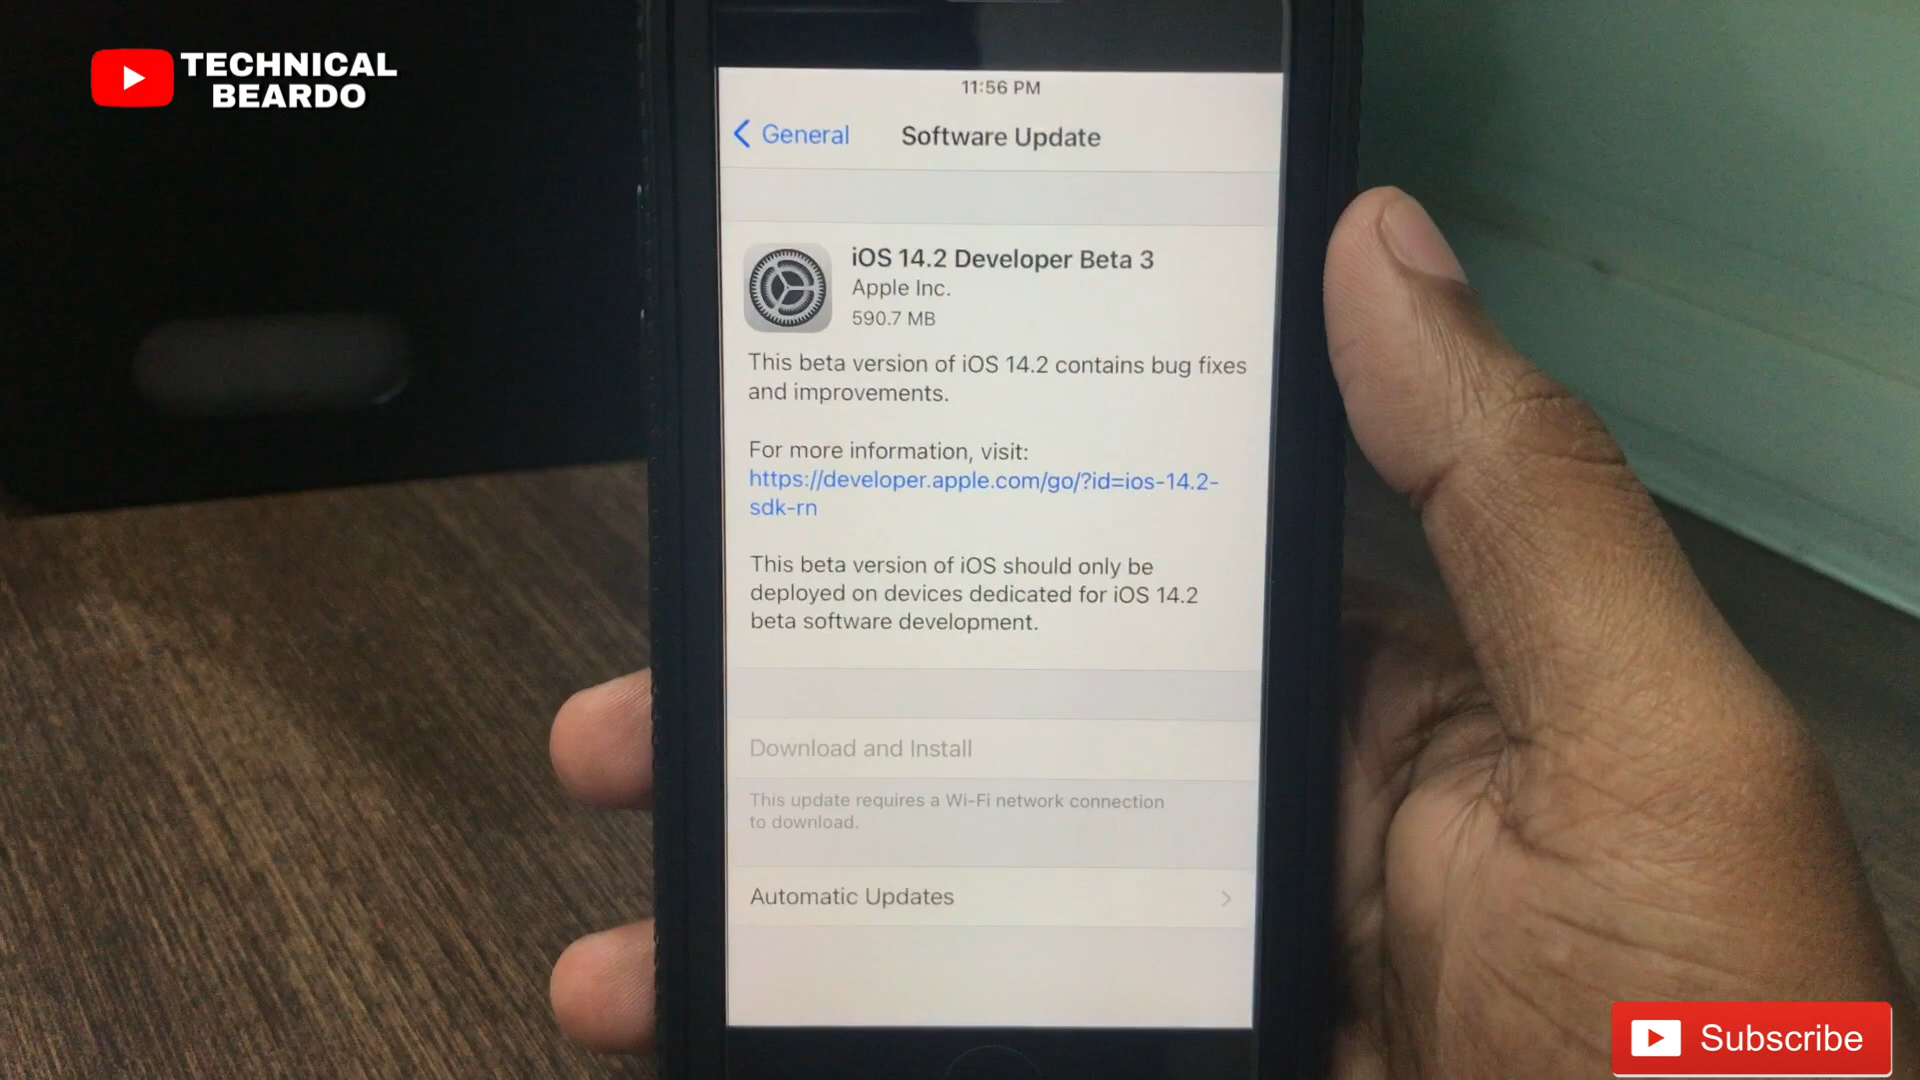 TECHNICAL
BEARDO
11:56 PM
General
Software Update
iOS 14.2 Developer Beta 3
Apple Inc.
590.7 MB
This beta version of iOS 14.2 contains bug fixes
and improvements.
For more information, visit:
https://developer.apple.com/go/?id=ios-14.2-
sdk-rn
This beta version of iOS should only be
deployed on devices dedicated for iOS 14.2
beta software development.
Download and Install
This update requires a Wi-Fi network connection
to download.
Automatic Updates
Subscribe